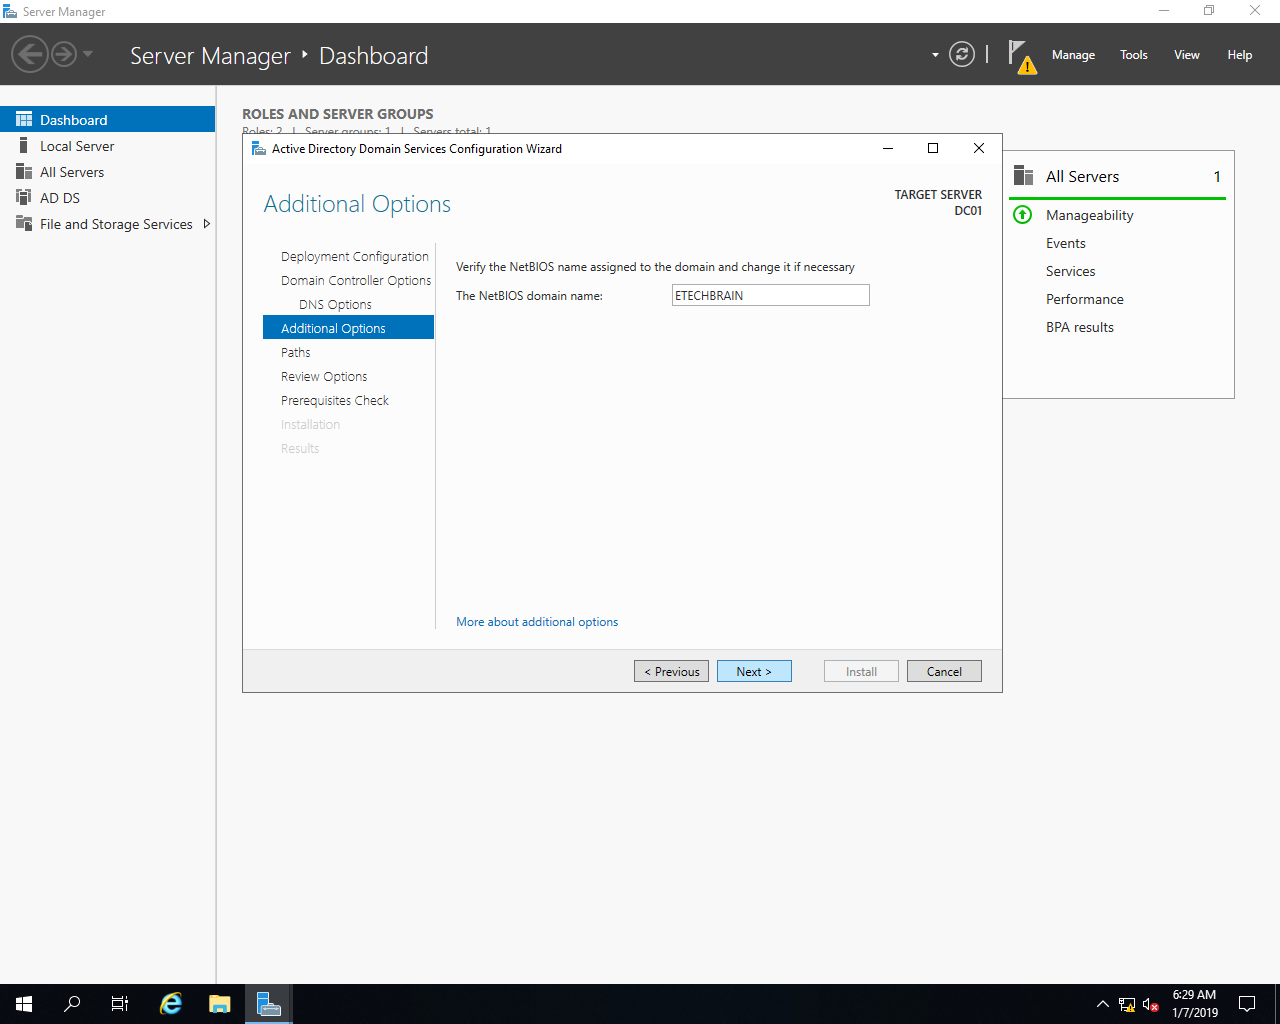 Server Manager
Server Manager ‣ Dashboard
Manage Tools View Help
Dashboard
Local Server
All Servers
AD DS
File and Storage Services
ROLES AND SERVER GROUPS
Roles: 2 | Server groups: 1 | Servers total: 1
Active Directory Domain Services Configuration Wizard
Additional Options
TARGET SERVER
DC01
Deployment Configuration
Domain Controller Options
DNS Options
Additional Options
Paths
Review Options
Prerequisites Check
Installation
Results
Verify the NetBIOS name assigned to the domain and change it if necessary
The NetBIOS domain name: ETECHBRAIN
More about additional options
< Previous Next > Install Cancel
All Servers 1
Manageability
Events
Services
Performance
BPA results
6:29 AM
1/7/2019